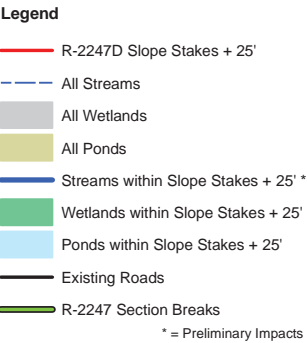 Legend
R-2247D Slope Stakes + 25'
All Streams
All Wetlands
All Ponds
Streams within Slope Stakes + 25' *
Wetlands within Slope Stakes + 25'
Ponds within Slope Stakes + 25'
Existing Roads
R-2247 Section Breaks
* = Preliminary Impacts